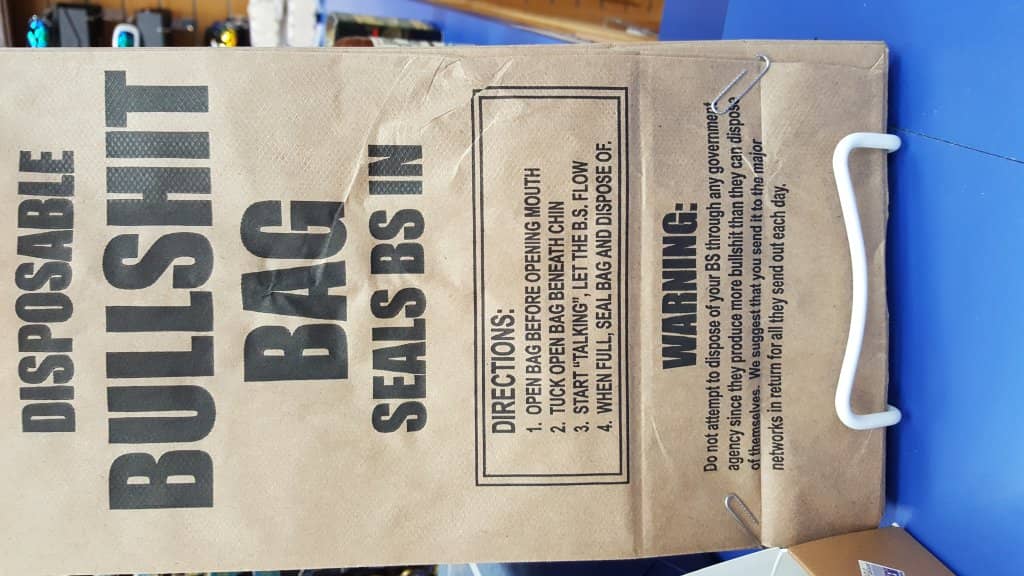 DISPOSABLE
BULLSHIT
BAG
SEALS BS IN
DIRECTIONS:
1. OPEN BAG BEFORE OPENING MOUTH
2. TUCK OPEN BAG BENEATH CHIN
3. START "TALKING", LET THE B.S. FLOW
4. WHEN FULL, SEAL BAG AND DISPOSE OF.
WARNING:
Do not attempt to dispose of your BS through any government
agency since they produce more bullshit than they can dispose
of themselves. We suggest that you send it to the major
networks in return for all they send out each day.